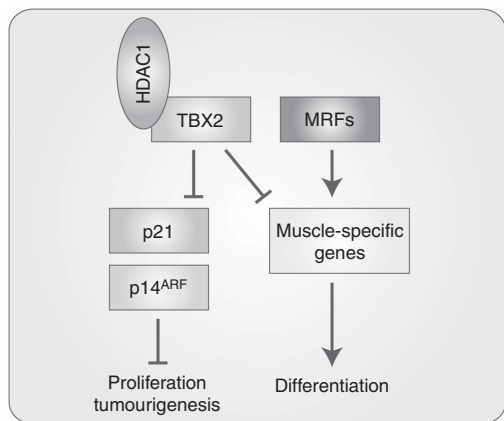 HDAC1
TBX2
MRFs
p21
Muscle-specific
genes
p14ARF
Proliferation
tumourigenesis
Differentiation